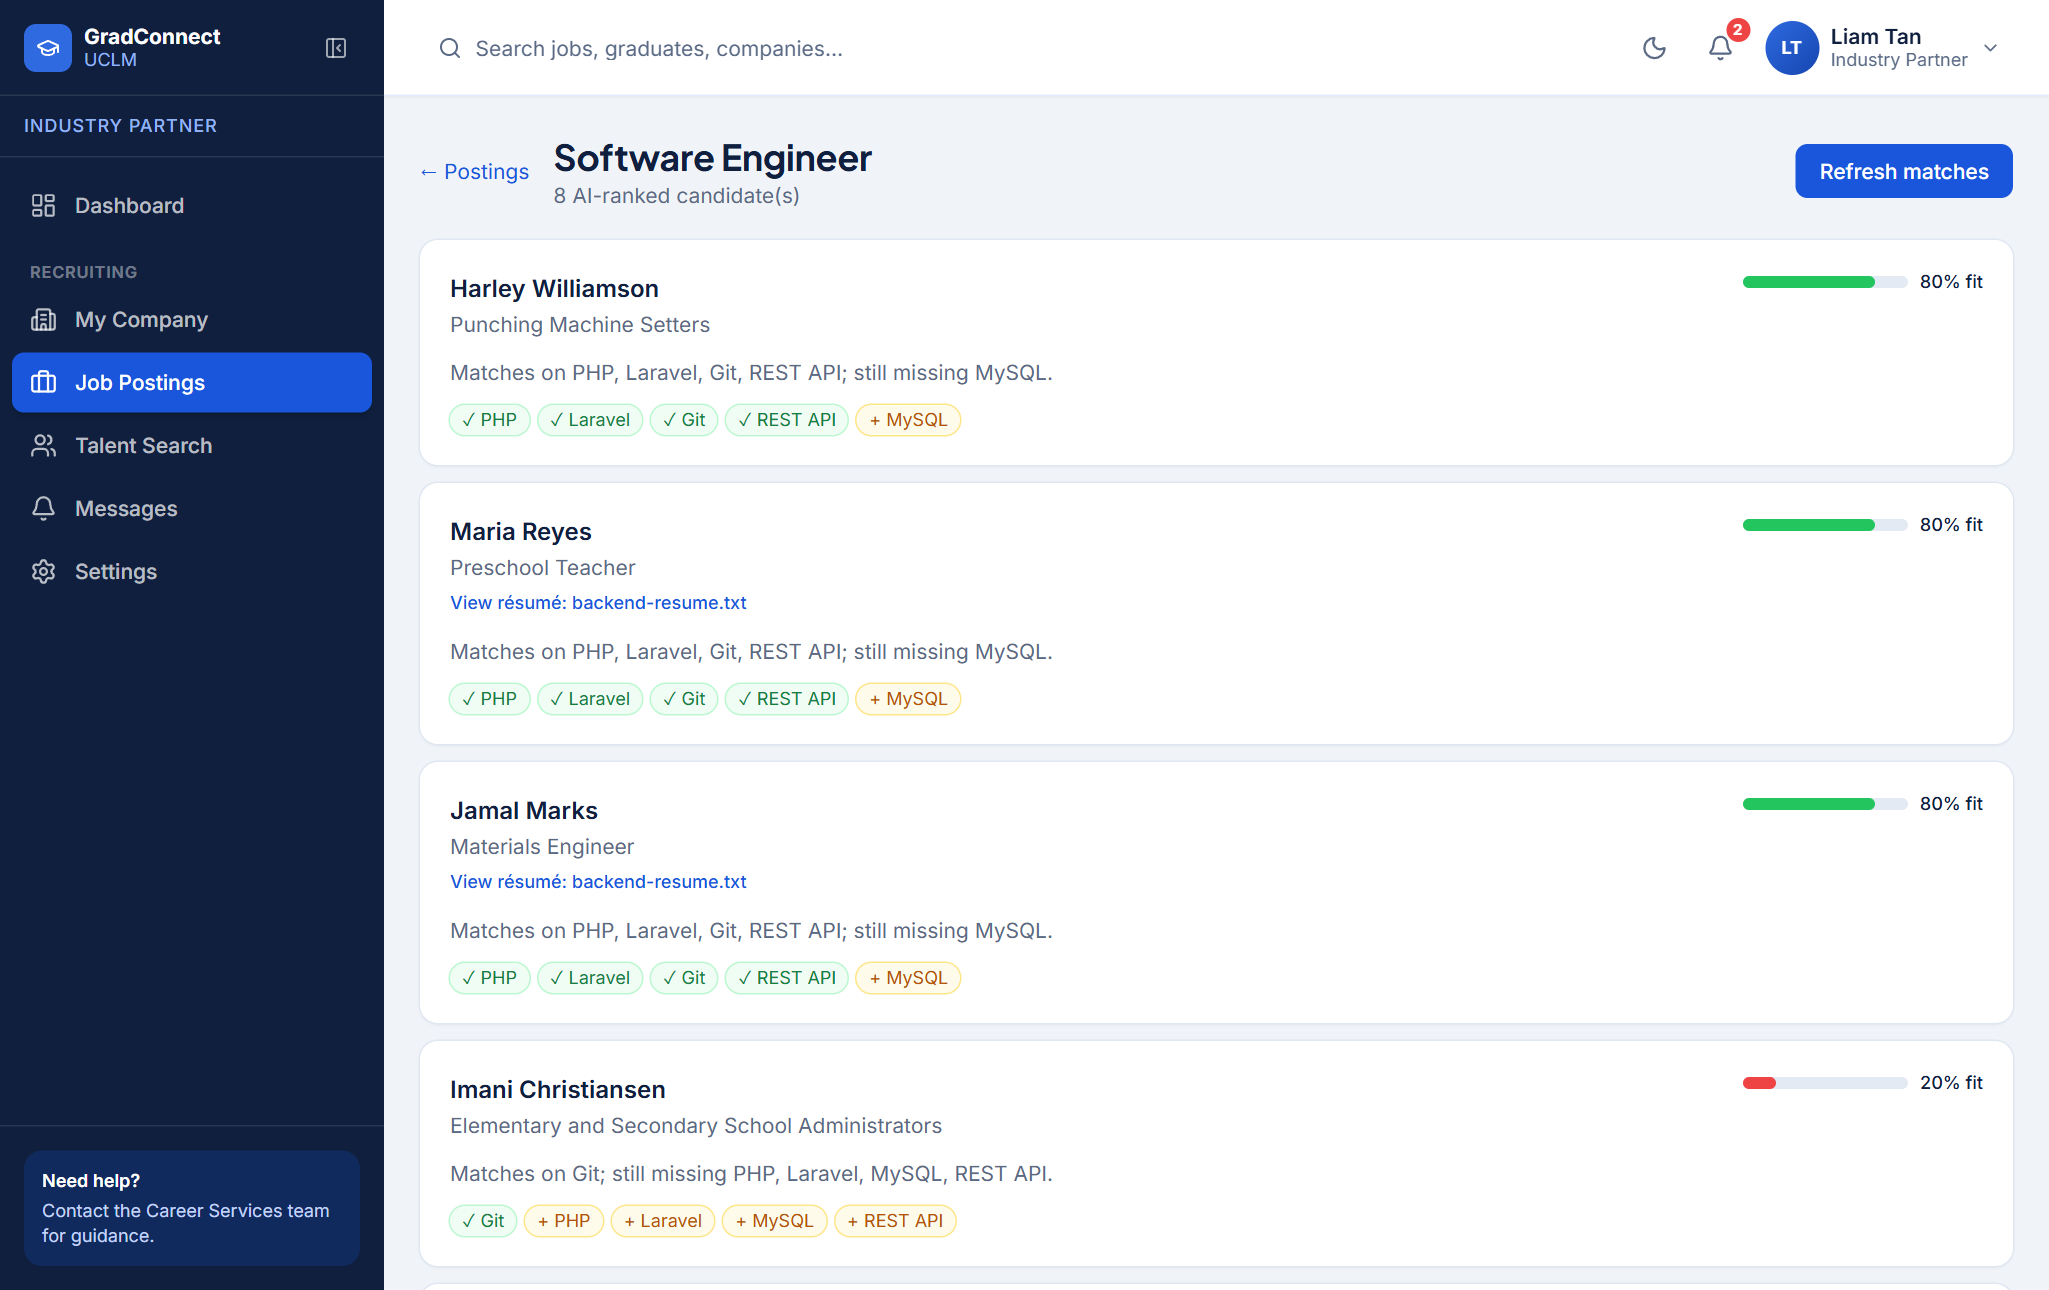 GradConnect
UCLM
INDUSTRY PARTNER
Dashboard
RECRUITING
My Company
Job Postings
Talent Search
Messages
Settings
Need help?
Contact the Career Services team
for guidance.
Search jobs, graduates, companies...
2
LT
Liam Tan
Industry Partner
← Postings
Software Engineer
8 AI-ranked candidate(s)
Refresh matches
Harley Williamson
80% fit
Punching Machine Setters
Matches on PHP, Laravel, Git, REST API; still missing MySQL.
✓ PHP ✓ Laravel ✓ Git ✓ REST API + MySQL
Maria Reyes
80% fit
Preschool Teacher
View résumé: backend-resume.txt
Matches on PHP, Laravel, Git, REST API; still missing MySQL.
✓ PHP ✓ Laravel ✓ Git ✓ REST API + MySQL
Jamal Marks
80% fit
Materials Engineer
View résumé: backend-resume.txt
Matches on PHP, Laravel, Git, REST API; still missing MySQL.
✓ PHP ✓ Laravel ✓ Git ✓ REST API + MySQL
Imani Christiansen
20% fit
Elementary and Secondary School Administrators
Matches on Git; still missing PHP, Laravel, MySQL, REST API.
✓ Git + PHP + Laravel + MySQL + REST API